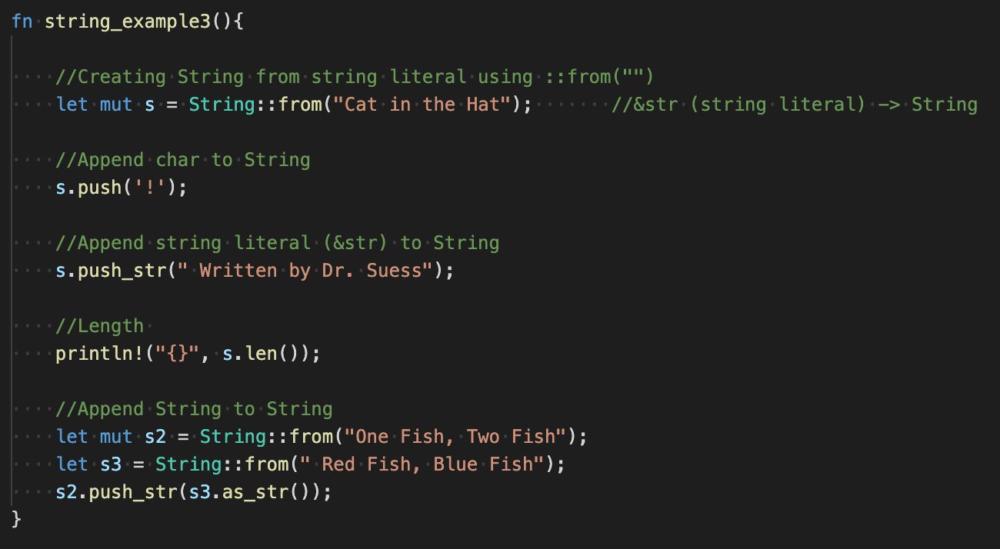 fn string_example3(){
//Creating String from string literal using ::from("")
let mut s = String::from("Cat in the Hat");       //&str (string literal) -> String
//Append char to String
s.push('!');
//Append string literal (&str) to String
s.push_str(" Written by Dr. Suess");
//Length
println!("{}", s.len());
//Append String to String
let mut s2 = String::from("One Fish, Two Fish");
let s3 = String::from(" Red Fish, Blue Fish");
s2.push_str(s3.as_str());
}